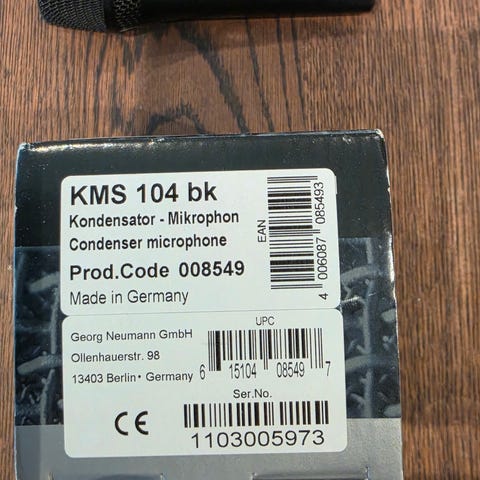 KMS 104 bk
Kondensator - Mikrophon
Condenser microphone
Prod.Code 008549
Made in Germany
EAN
4 006087 085493
Georg Neumann GmbH
Ollenhauerstr. 98
13403 Berlin • Germany
UPC
6 15104 08549 7
Ser.No.
CE
1103005973